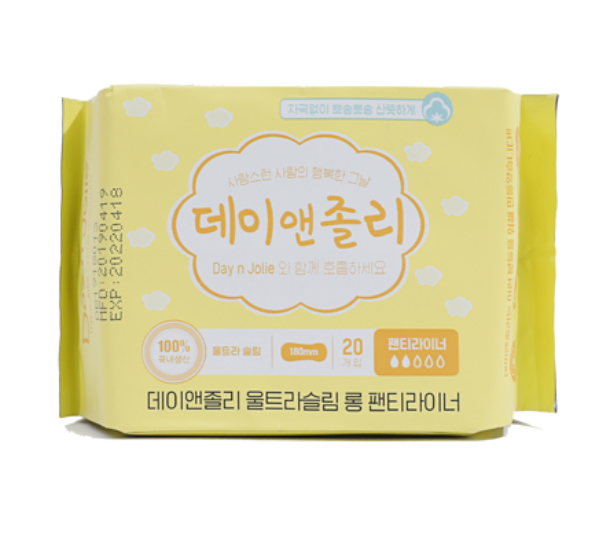 자극없이 뽀송뽀송 산뜻하게
사랑스런 사람의 행복한 그날
데이앤졸리
Day n Jolie 와 함께 호흡하세요
MFD:20190419
EXP:20220418
100%
국내생산
울트라 슬림
180mm
20
개입
팬티라이너
데이앤졸리 울트라슬림 롱 팬티라이너